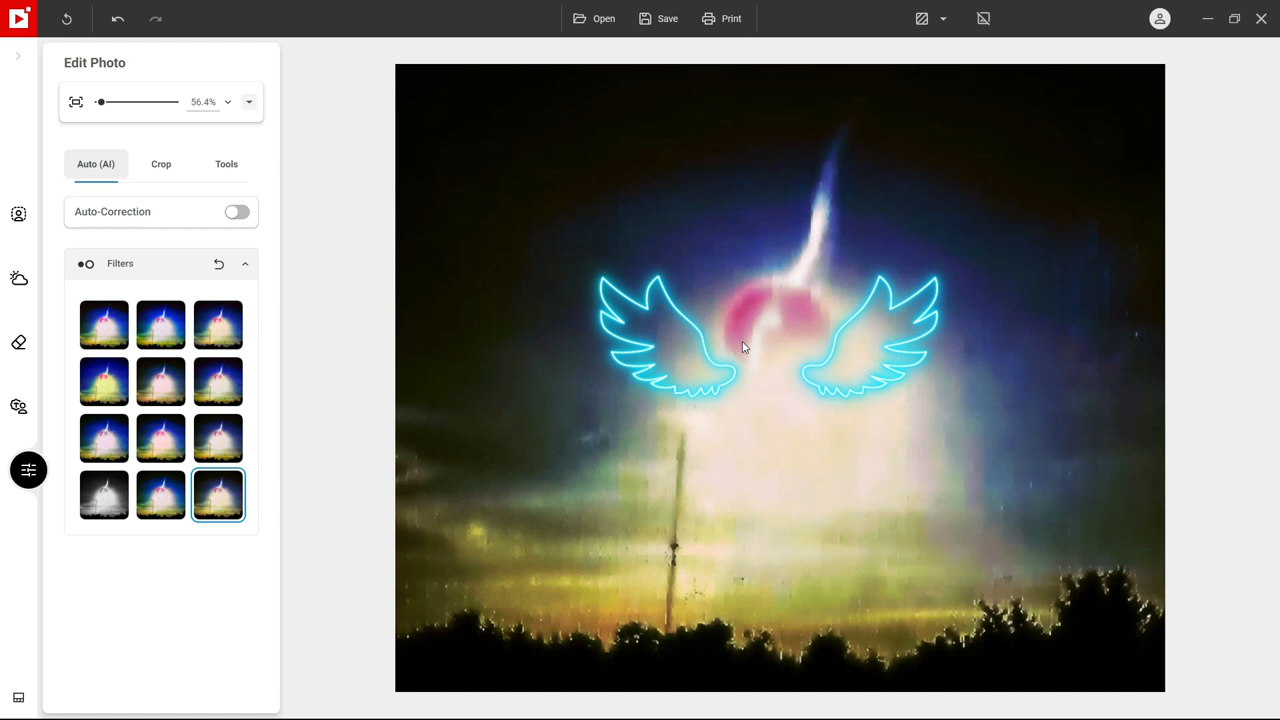 Open
Save
Print
Edit Photo
56.4%
Auto (AI)
Crop
Tools
Auto-Correction
Filters